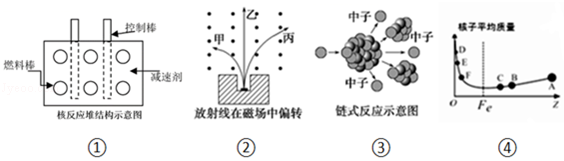 控制棒
燃料棒
减速剂
核反应堆结构示意图
①
甲
乙
丙
放射线在磁场中偏转
②
中子
中子
中子
链式反应示意图
③
核子平均质量
D
E
F
C
B
A
O
Fe
Z
④